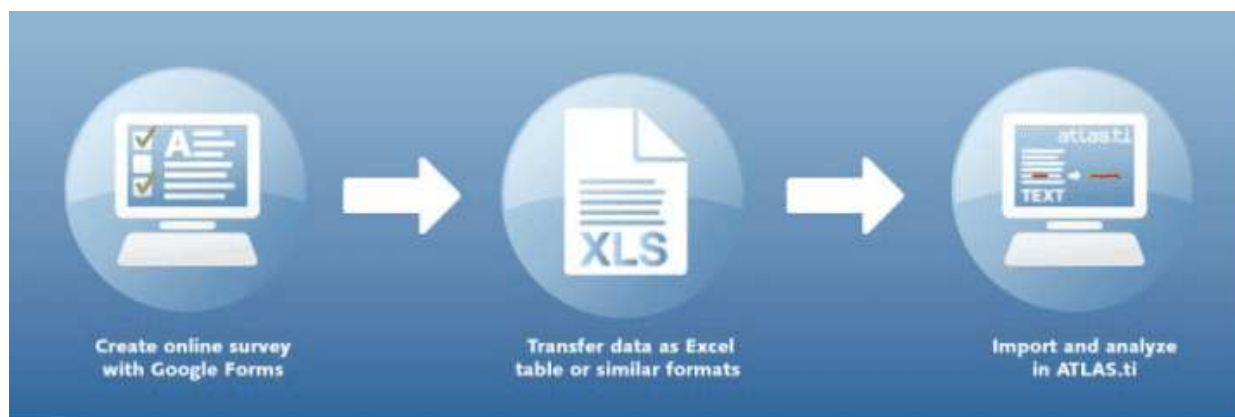 A
XLS
atlas.ti
TEXT
Create online survey
with Google Forms
Transfer data as Excel
table or similar formats
Import and analyze
in ATLAS.ti